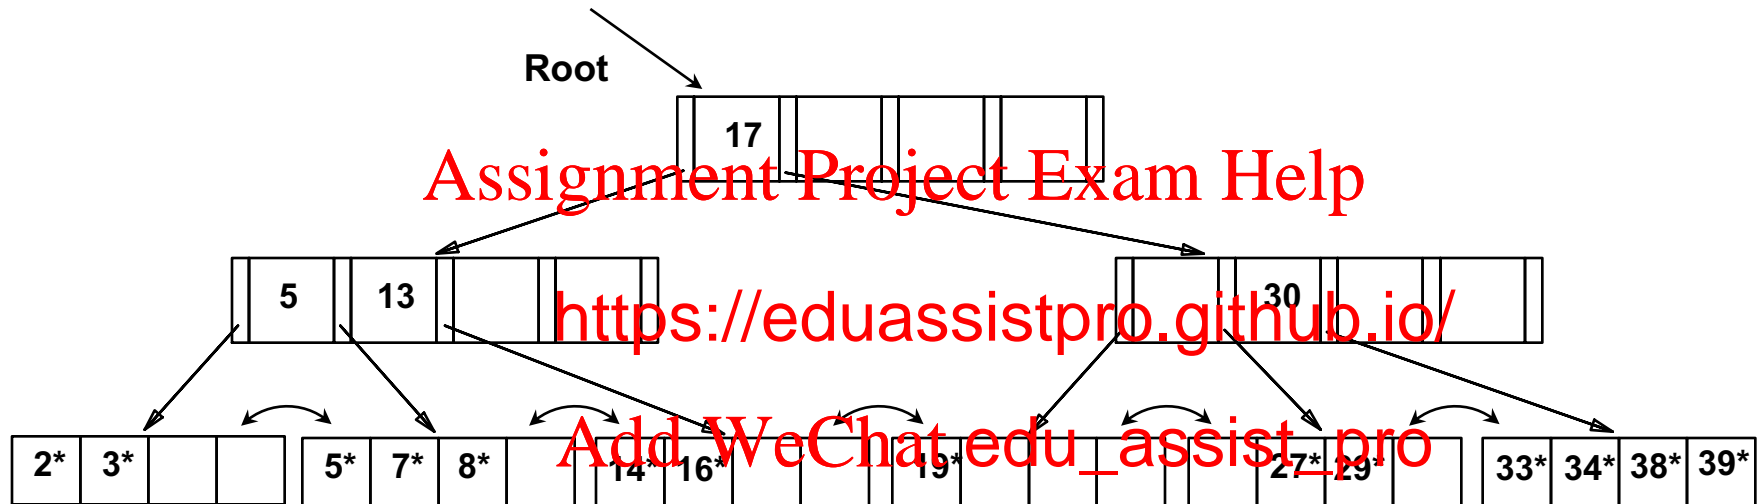 Root
17
Assignment Project Exam Help
5 13 30
https://eduassistpro.github.io/
Add WeChat edu_assist_pro
2* 3* 5* 7* 8* 14* 16* 19* 27* 29* 33* 34* 38* 39*